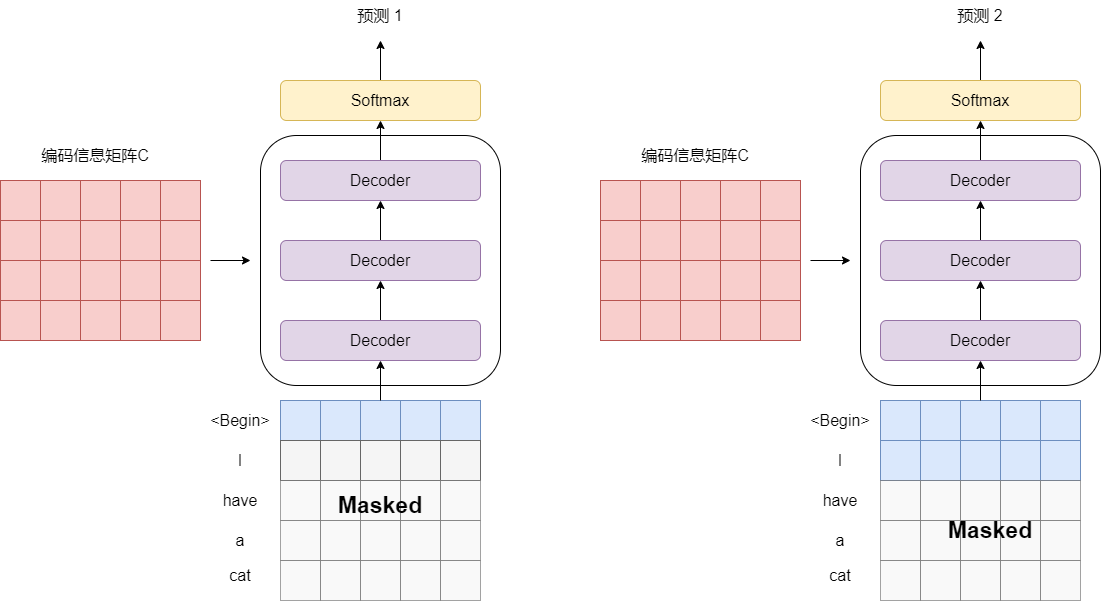 预测 1
Softmax
Decoder
编码信息矩阵C
Decoder
Decoder
<Begin>
I
have
Masked
a
cat
预测 2
Softmax
Decoder
编码信息矩阵C
Decoder
Decoder
<Begin>
I
have
Masked
a
cat